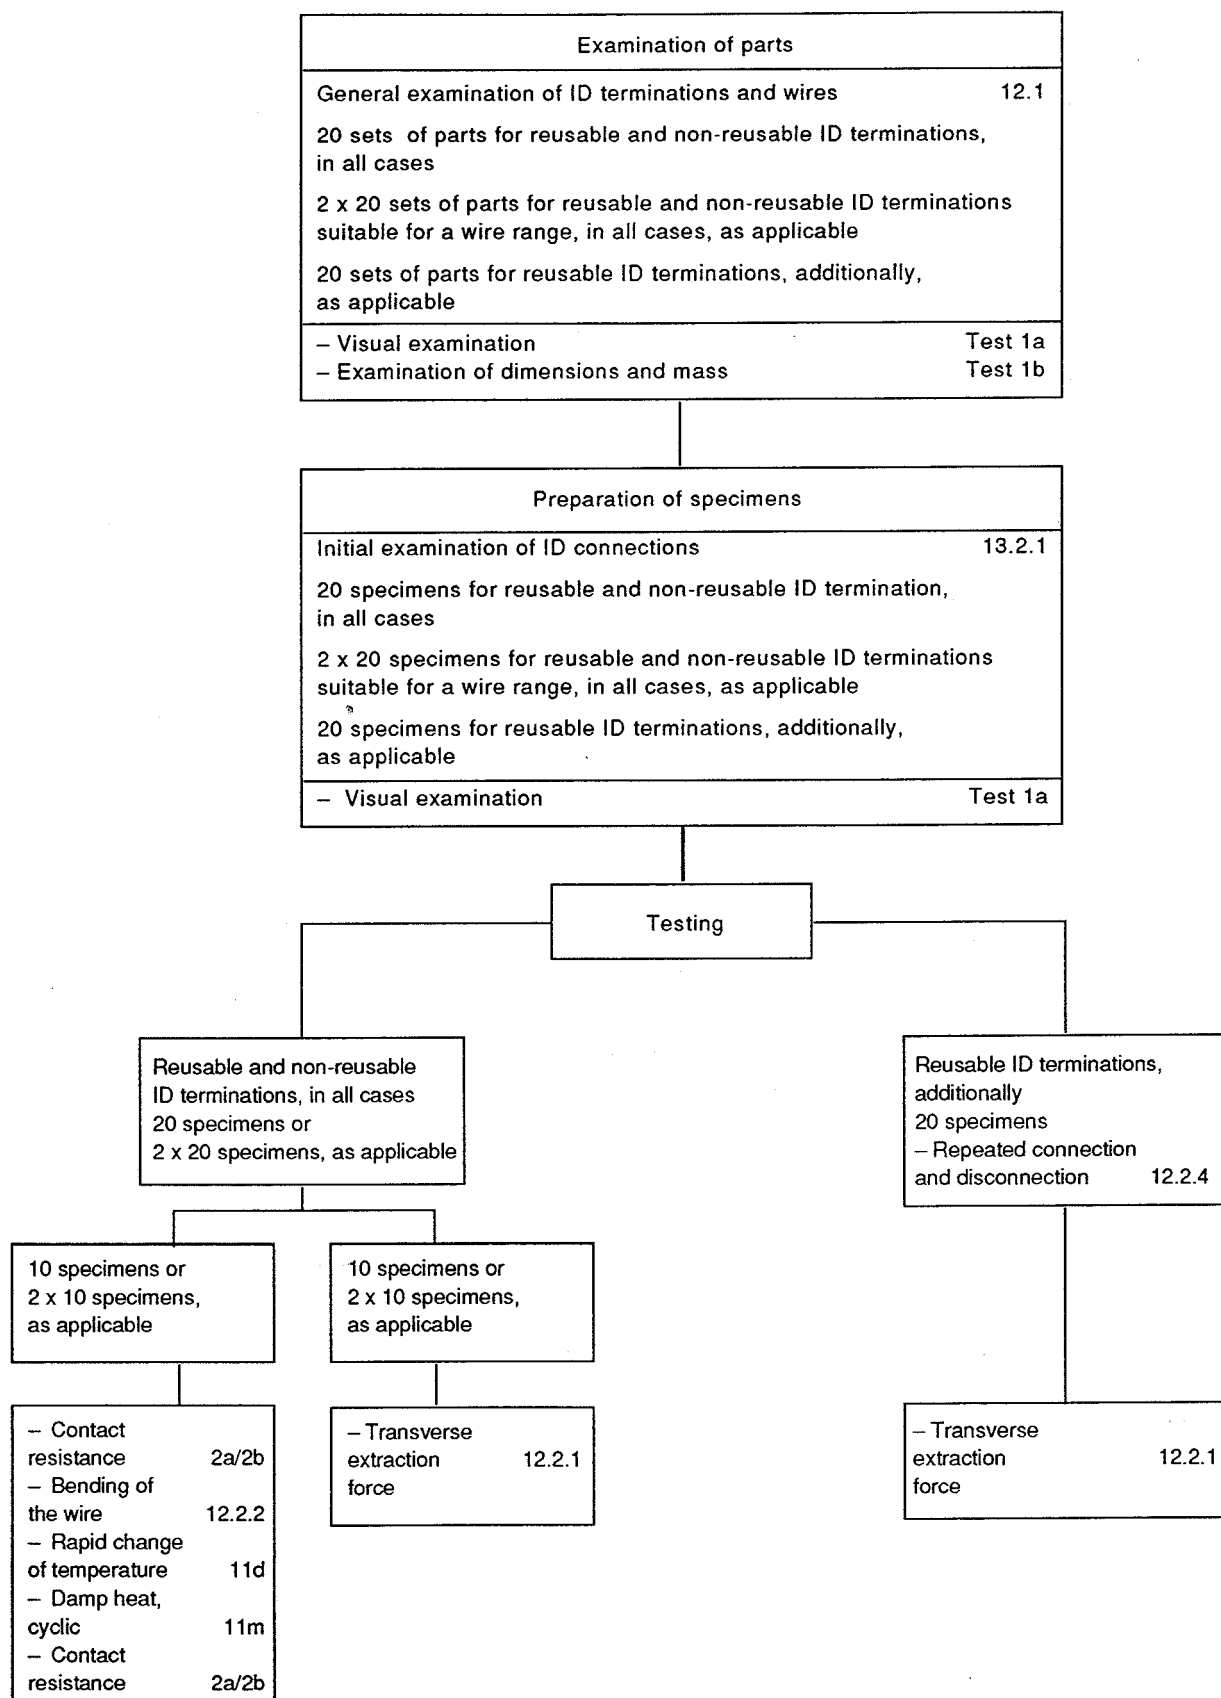 Examination of parts
General examination of ID terminations and wires 12.1
20 sets of parts for reusable and non-reusable ID terminations,
in all cases
2 x 20 sets of parts for reusable and non-reusable ID terminations
suitable for a wire range, in all cases, as applicable
20 sets of parts for reusable ID terminations, additionally,
as applicable
– Visual examination Test 1a
– Examination of dimensions and mass Test 1b
Preparation of specimens
Initial examination of ID connections 13.2.1
20 specimens for reusable and non-reusable ID termination,
in all cases
2 x 20 specimens for reusable and non-reusable ID terminations
suitable for a wire range, in all cases, as applicable
20 specimens for reusable ID terminations, additionally,
as applicable
– Visual examination Test 1a
Testing
Reusable and non-reusable
ID terminations, in all cases
20 specimens or
2 x 20 specimens, as applicable
Reusable ID terminations,
additionally
20 specimens
– Repeated connection
and disconnection 12.2.4
10 specimens or
2 x 10 specimens,
as applicable
10 specimens or
2 x 10 specimens,
as applicable
– Contact
resistance 2a/2b
– Bending of
the wire 12.2.2
– Rapid change
of temperature 11d
– Damp heat,
cyclic 11m
– Contact
resistance 2a/2b
– Transverse
extraction 12.2.1
force
– Transverse
extraction 12.2.1
force